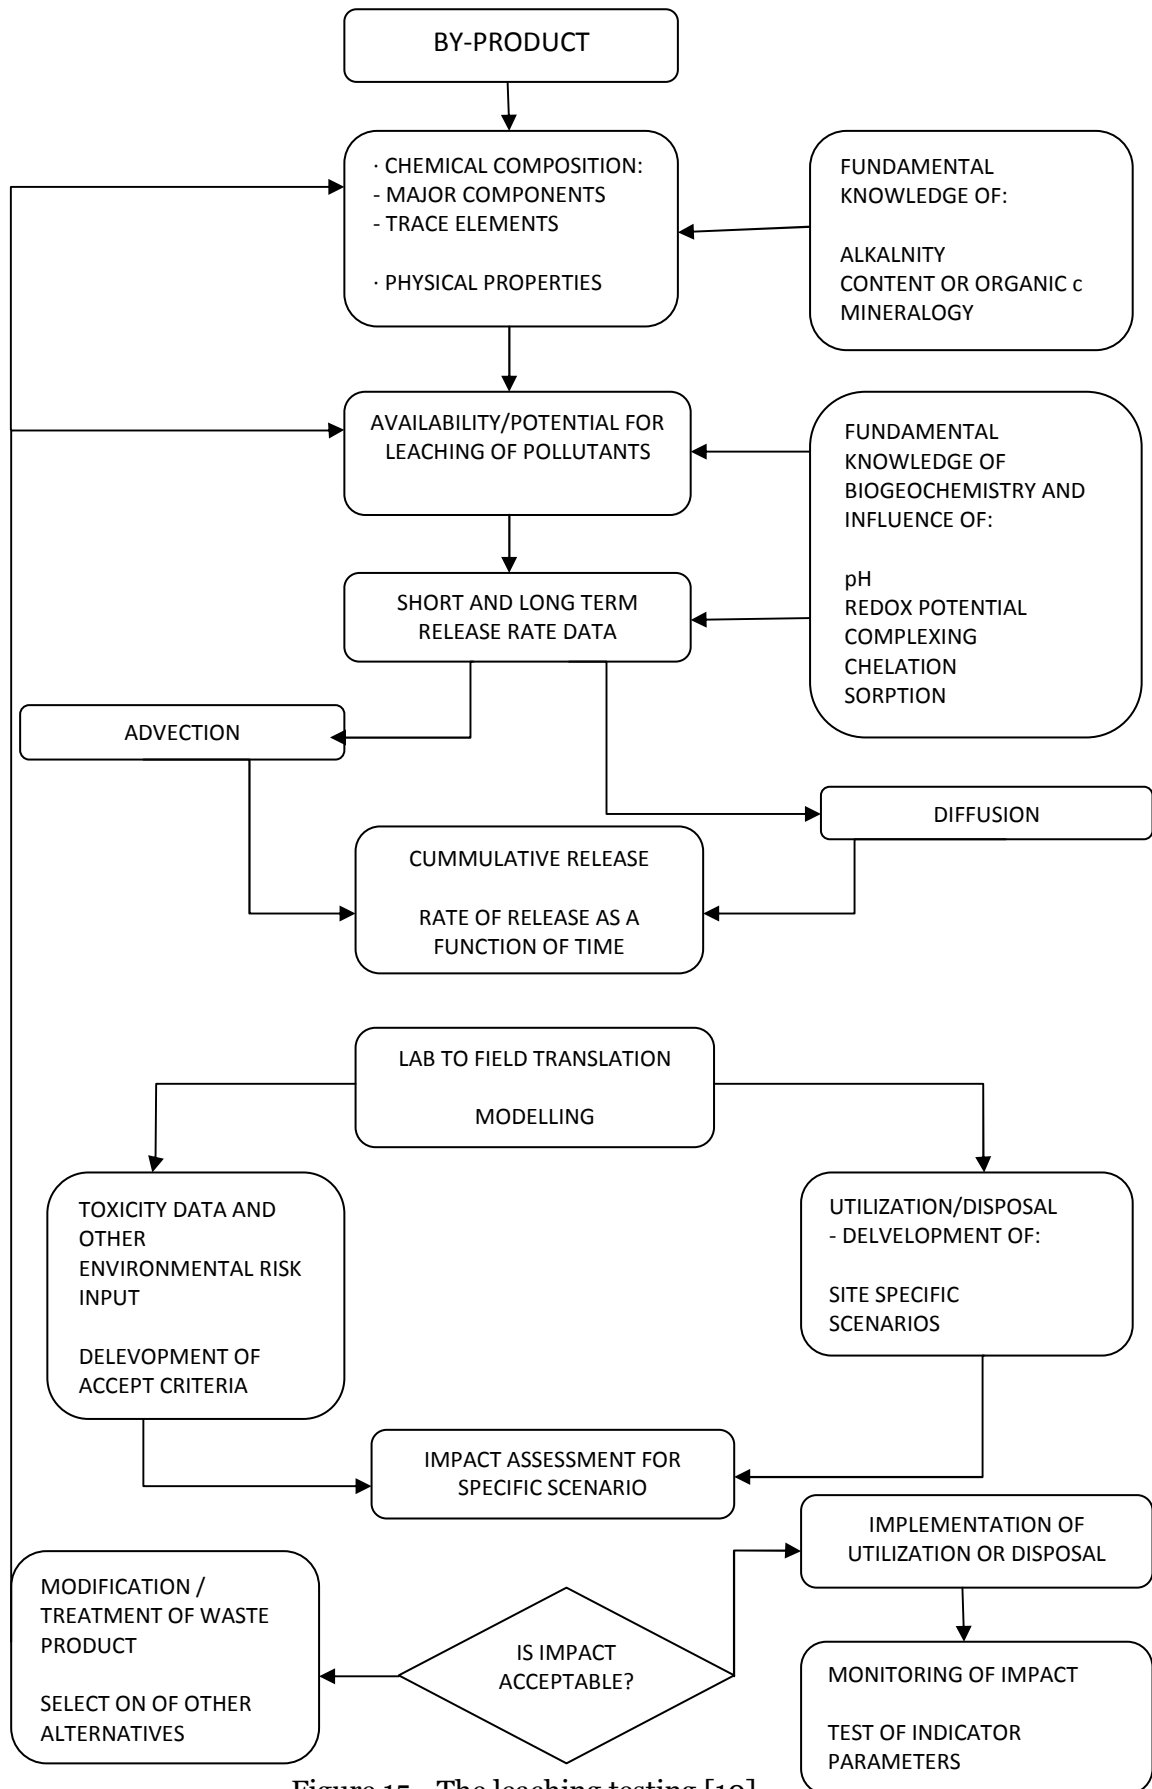 BY-PRODUCT
· CHEMICAL COMPOSITION:
- MAJOR COMPONENTS
- TRACE ELEMENTS
· PHYSICAL PROPERTIES
FUNDAMENTAL
KNOWLEDGE OF:
ALKALNITY
CONTENT OR ORGANIC c
MINERALOGY
AVAILABILITY/POTENTIAL FOR
LEACHING OF POLLUTANTS
FUNDAMENTAL
KNOWLEDGE OF
BIOGEOCHEMISTRY AND
INFLUENCE OF:
pH
REDOX POTENTIAL
COMPLEXING
CHELATION
SORPTION
SHORT AND LONG TERM
RELEASE RATE DATA
ADVECTION
DIFFUSION
CUMMULATIVE RELEASE
RATE OF RELEASE AS A
FUNCTION OF TIME
LAB TO FIELD TRANSLATION
MODELLING
TOXICITY DATA AND
OTHER
ENVIRONMENTAL RISK
INPUT
DELEVOPMENT OF
ACCEPT CRITERIA
UTILIZATION/DISPOSAL
- DELVELOPMENT OF:
SITE SPECIFIC
SCENARIOS
IMPACT ASSESSMENT FOR
SPECIFIC SCENARIO
IMPLEMENTATION OF
UTILIZATION OR DISPOSAL
MODIFICATION /
TREATMENT OF WASTE
PRODUCT
SELECT ON OF OTHER
ALTERNATIVES
IS IMPACT
ACCEPTABLE?
MONITORING OF IMPACT
TEST OF INDICATOR
PARAMETERS
The leaching testing